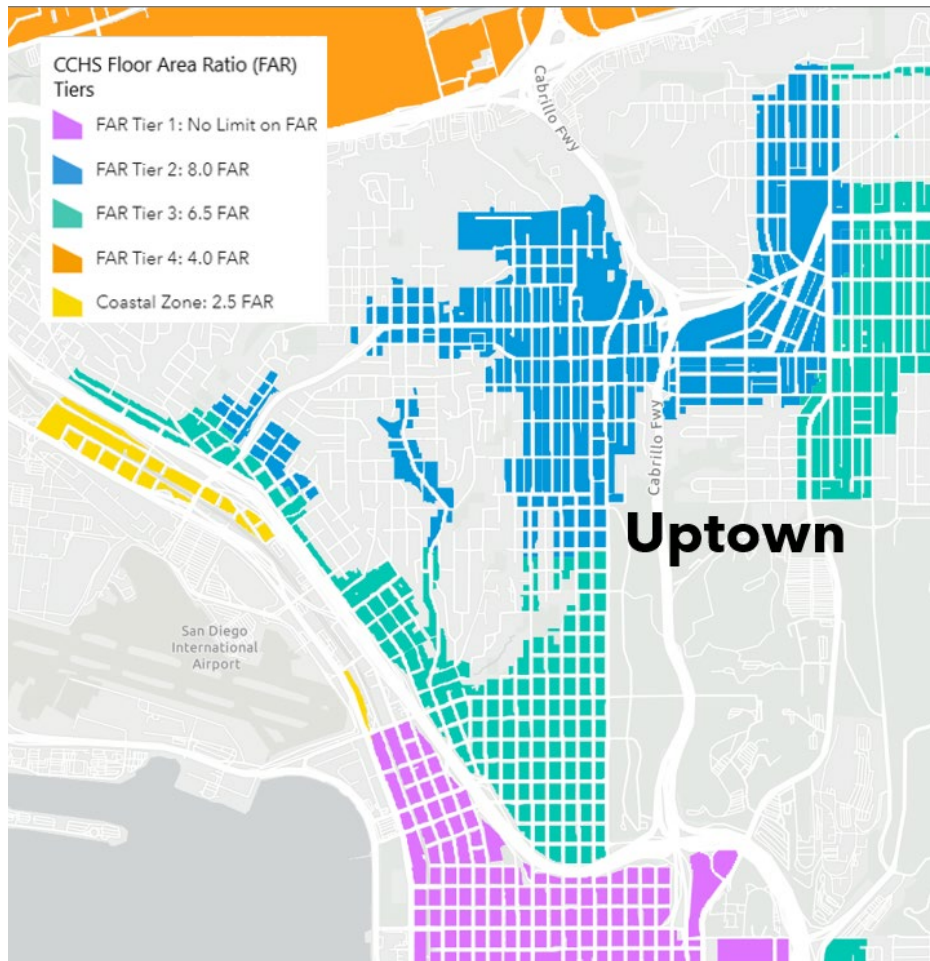 CCHS Floor Area Ratio (FAR)
Tiers
FAR Tier 1: No Limit on FAR
FAR Tier 2: 8.0 FAR
FAR Tier 3: 6.5 FAR
FAR Tier 4: 4.0 FAR
Coastal Zone: 2.5 FAR
Cabrillo Fwy
Cabrillo Fwy
Uptown
San Diego
International
Airport